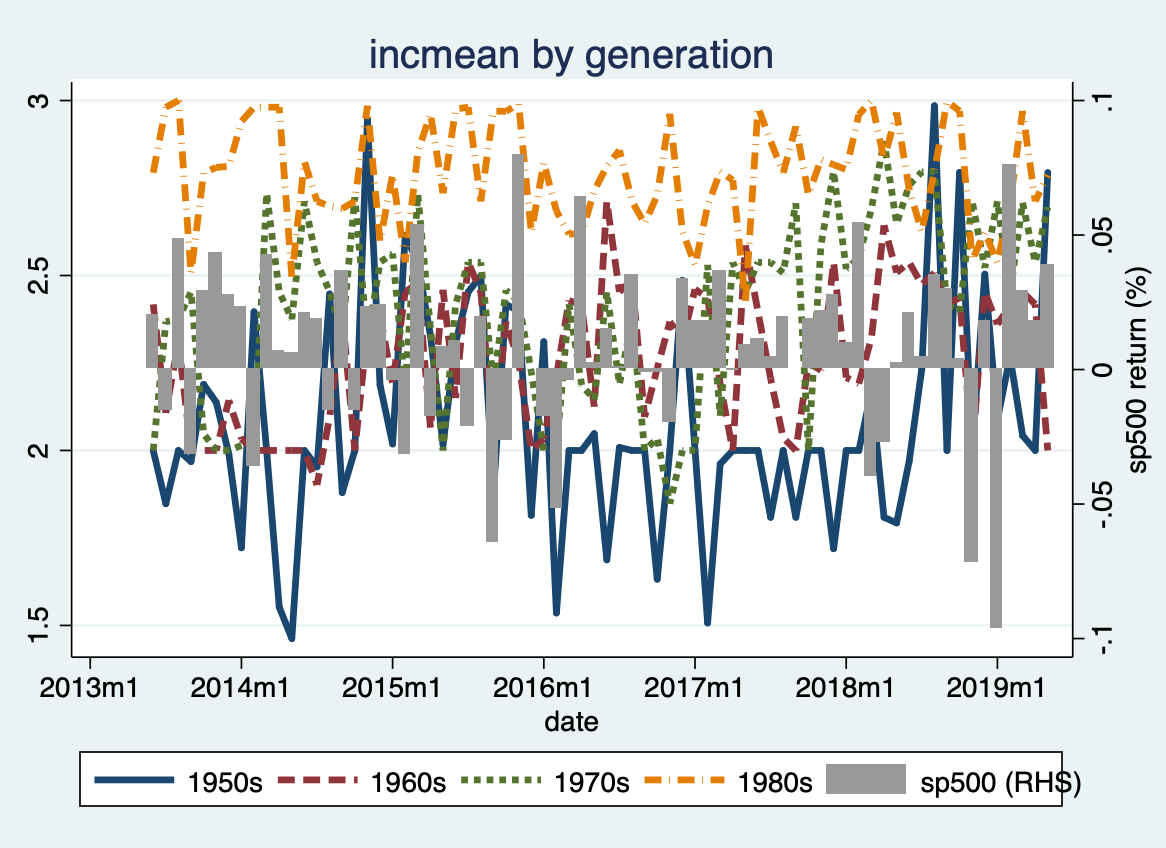 incmean by generation
3
2.5
2
1.5
.1
.05
0
-.05
-.1
sp500 return (%)
2013m1 2014m1 2015m1 2016m1 2017m1 2018m1 2019m1
date
1950s 1960s 1970s 1980s sp500 (RHS)